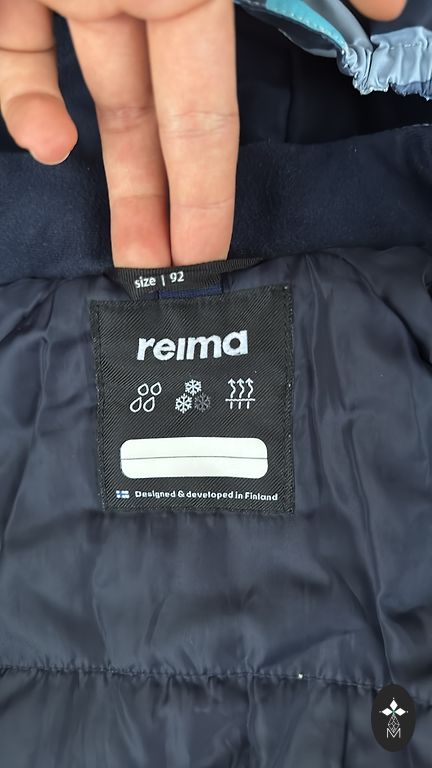 size | 92
reima
Designed & developed in Finland
M